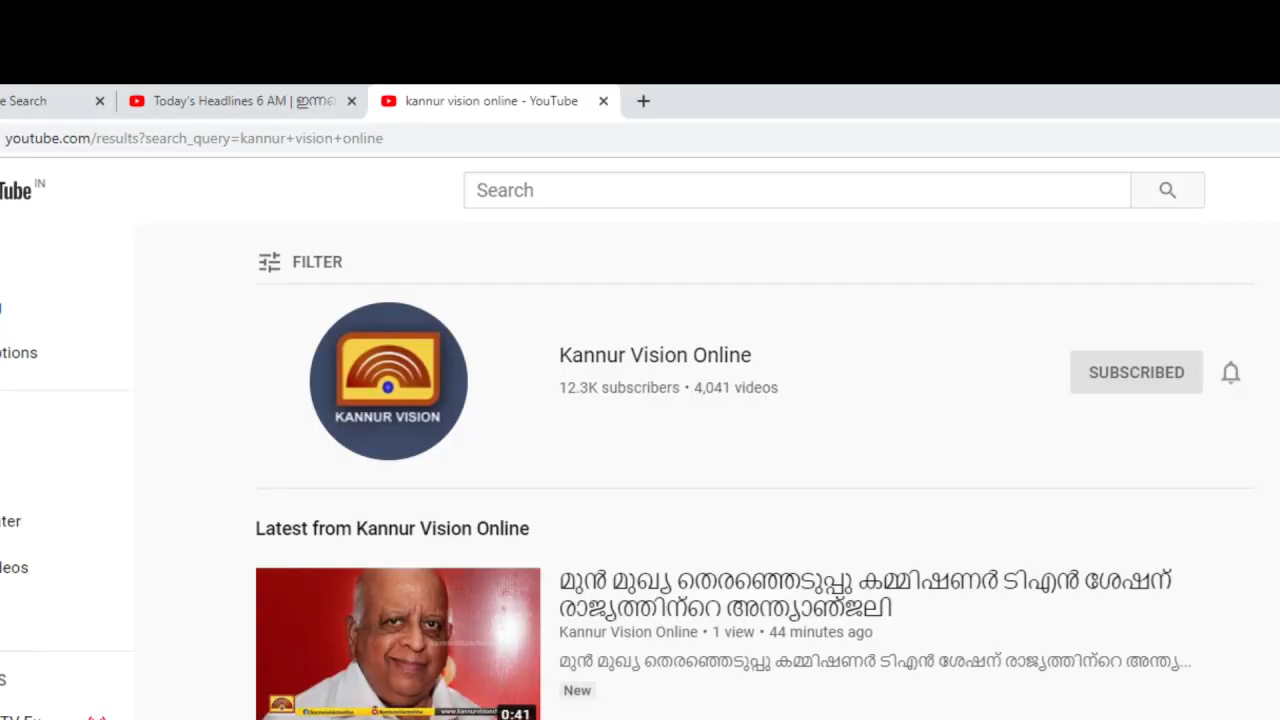 e Search
Today's Headlines 6 AM | ഇന്നത
kannur vision online - YouTube
youtube.com/results?search_query=kannur+vision+online
Tube IN
Search
FILTER
KANNUR VISION
Kannur Vision Online
12.3K subscribers • 4,041 videos
SUBSCRIBED
otions
Latest from Kannur Vision Online
ter
leos
മുൻ മുഖ്യ തെരഞ്ഞെടുപ്പു കമ്മിഷണർ ടിഎൻ ശേഷന്
രാജ്യത്തിന്റെ അന്ത്യാഞ്ജലി
Kannur Vision Online • 1 view • 44 minutes ago
മുൻ മുഖ്യ തെരഞ്ഞെടുപ്പു കമ്മിഷണർ ടിഎൻ ശേഷന് രാജ്യത്തിന്റെ അന്ത്യ...
New
0:41
S